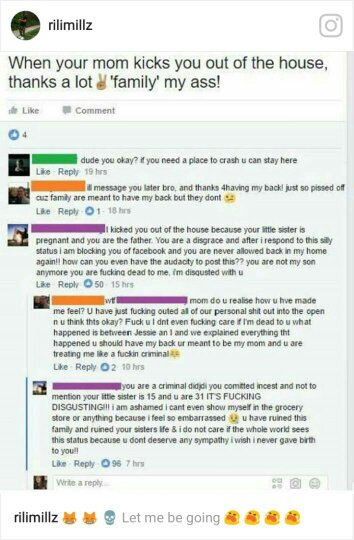 rilimillz
When your mom kicks you out of the house,
thanks a lot✌'family' my ass!
Like Comment
4
dude you okay? if you need a place to crash u can stay here
Like · Reply · 19 hrs
ill message you later bro, and thanks 4having my back! just so pissed off
cuz family are meant to have my back but they dont 😢
Like · Reply · 1 · 18 hrs
I kicked you out of the house because your little sister is
pregnant and you are the father. You are a disgrace and after i respond to this silly
status i am blocking you of facebook and you are never allowed back in my home
again!! how can you even have the audacity to post this?? you are not my son
anymore you are fucking dead to me. i'm disgusted with u
Like · Reply · 50 · 15 hrs
wtf mom do u realise how u hve made
me feel? U have just fucking outed all of our personal shit out into the open
n u think thts okay? Fuck u I dnt even fucking care if I'm dead to u what
happened is between Jessie an I and we explained everything tht
happened u should have my back ur meant to be my mom and u are
treating me like a fuckin criminal
Like · Reply · 2 · 10 hrs
you are a criminal didjdi you comitted incest and not to
mention your little sister is 15 and u are 31 IT'S FUCKING
DISGUSTING!!! i am ashamed i cant even show myself in the grocery
store or anything because i feel so embarrassed 😢 u have ruined this
family and ruined your sisters life & i do not care if the whole world sees
this status because u dont deserve any sympathy i wish i never gave birth
to you!!
Like · Reply · 96 · 7 hrs
Write a reply...
rilimillz 😹 😹 💀 Let me be going